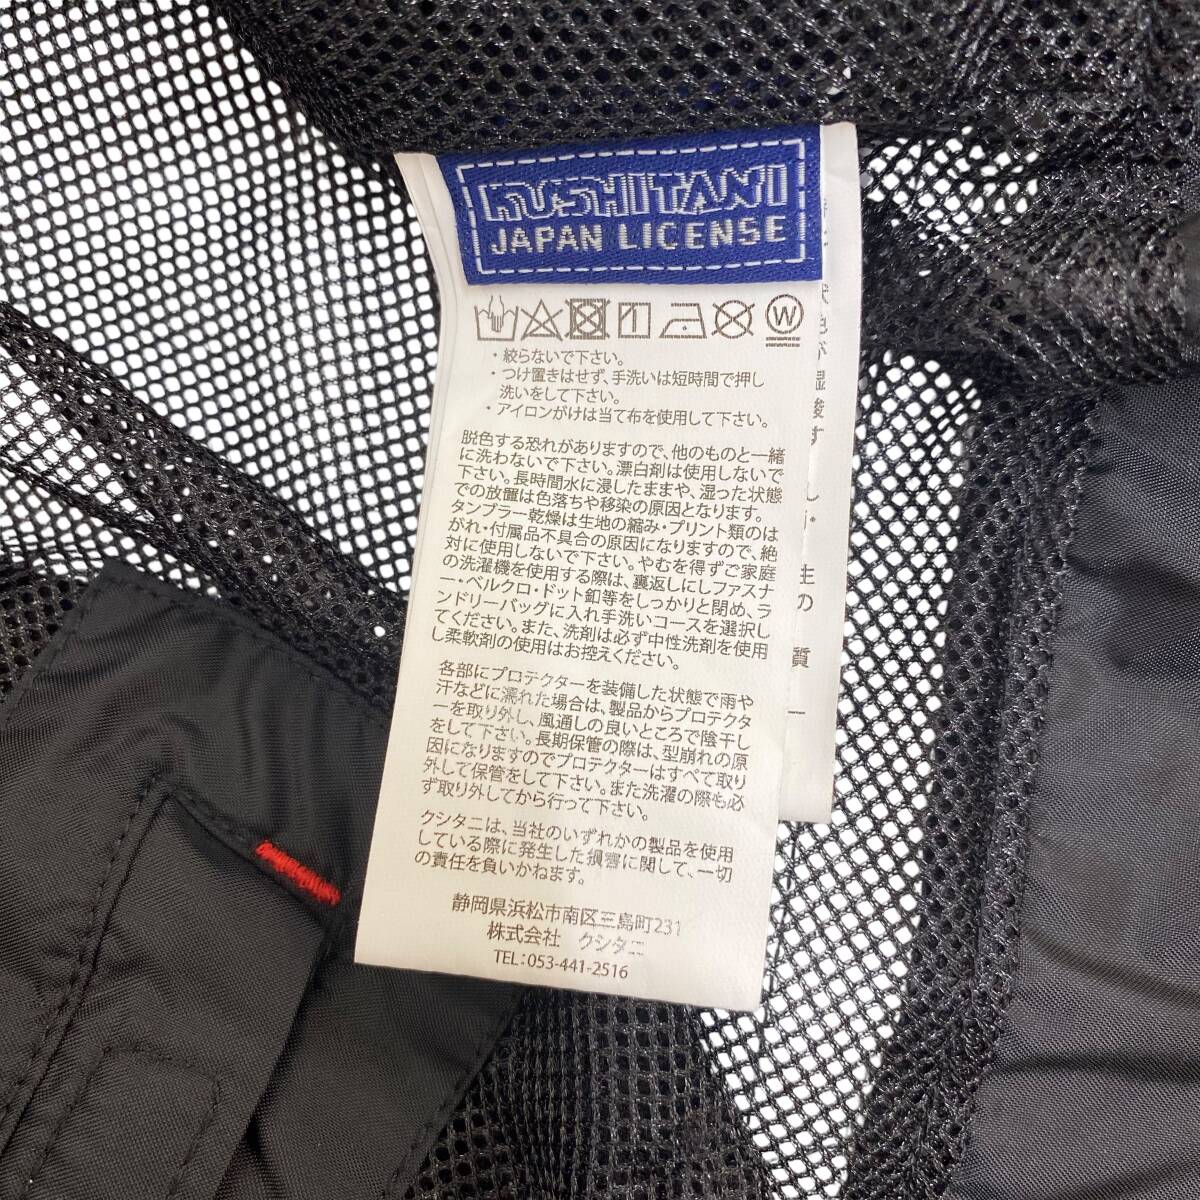 KUSHITANI
JAPAN LICENSE
W
・絞らないで下さい。
・つけ置きはせず、手洗いは短時間で押し
洗いをして下さい。
・アイロンがけは当て布を使用して下さい。
脱色する恐れがありますので、他のものと一緒
に洗わないで下さい。漂白剤は使用しないで
下さい。長時間水に浸したままや、湿った状態
での放置は色落ちや移染の原因となります。
タンブラー乾燥は生地の縮み・プリント類のは
がれ・付属品不具合の原因になりますので、絶
対に使用しないで下さい。やむを得ずご家庭
の洗濯機を使用する際は、裏返しにしファスナ
ー・ベルクロ・ドット釦等をしっかりと閉め、ラ
ンドリーバッグに入れ手洗いコースを選択し
てください。また、洗剤は必ず中性洗剤を使用
し柔軟剤の使用はお控えください。
各部にプロテクターを装備した状態で雨や
汗などに濡れた場合は、製品からプロテクタ
ーを取り外し、風通しの良いところで陰干し
をして下さい。長期保管の際は、型崩れの原
因になりますのでプロテクターはすべて取り
外して保管をして下さい。また洗濯の際も必
ず取り外してから行って下さい。
クシタニは、当社のいずれかの製品を使用
している際に発生した損害に関して、一切
の責任を負いかねます。
静岡県浜松市南区三島町231
株式会社 クシタニ
TEL:053-441-2516
色
が
湿
酸
す
し
生
の
質